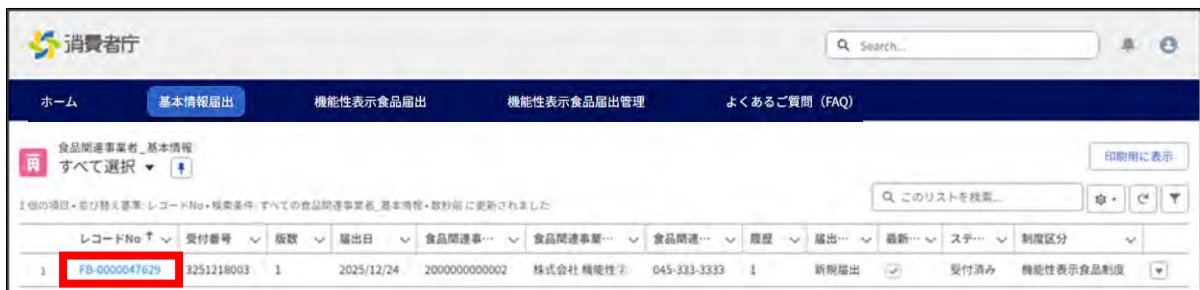 消費者庁
Search...
ホーム 基本情報届出 機能性表示食品届出 機能性表示食品届出管理 よくあるご質問 (FAQ)
食品関連事業者_基本情報
すべて選択
印刷用に表示
1 個の項目・並び替え基準: レコードNo・検索条件: すべての食品関連事業者_基本情報・数秒前 に更新されました
このリストを検索...
レコードNo ↑ 受付番号 版数 届出日 食品関連事… 食品関連事業… 食品関連… 履歴 届出… 最新… ステ… 制度区分
1 FB-0000047629 3251218003 1 2025/12/24 2000000000002 株式会社 機能性② 045-333-3333 1 新規届出 受付済み 機能性表示食品制度